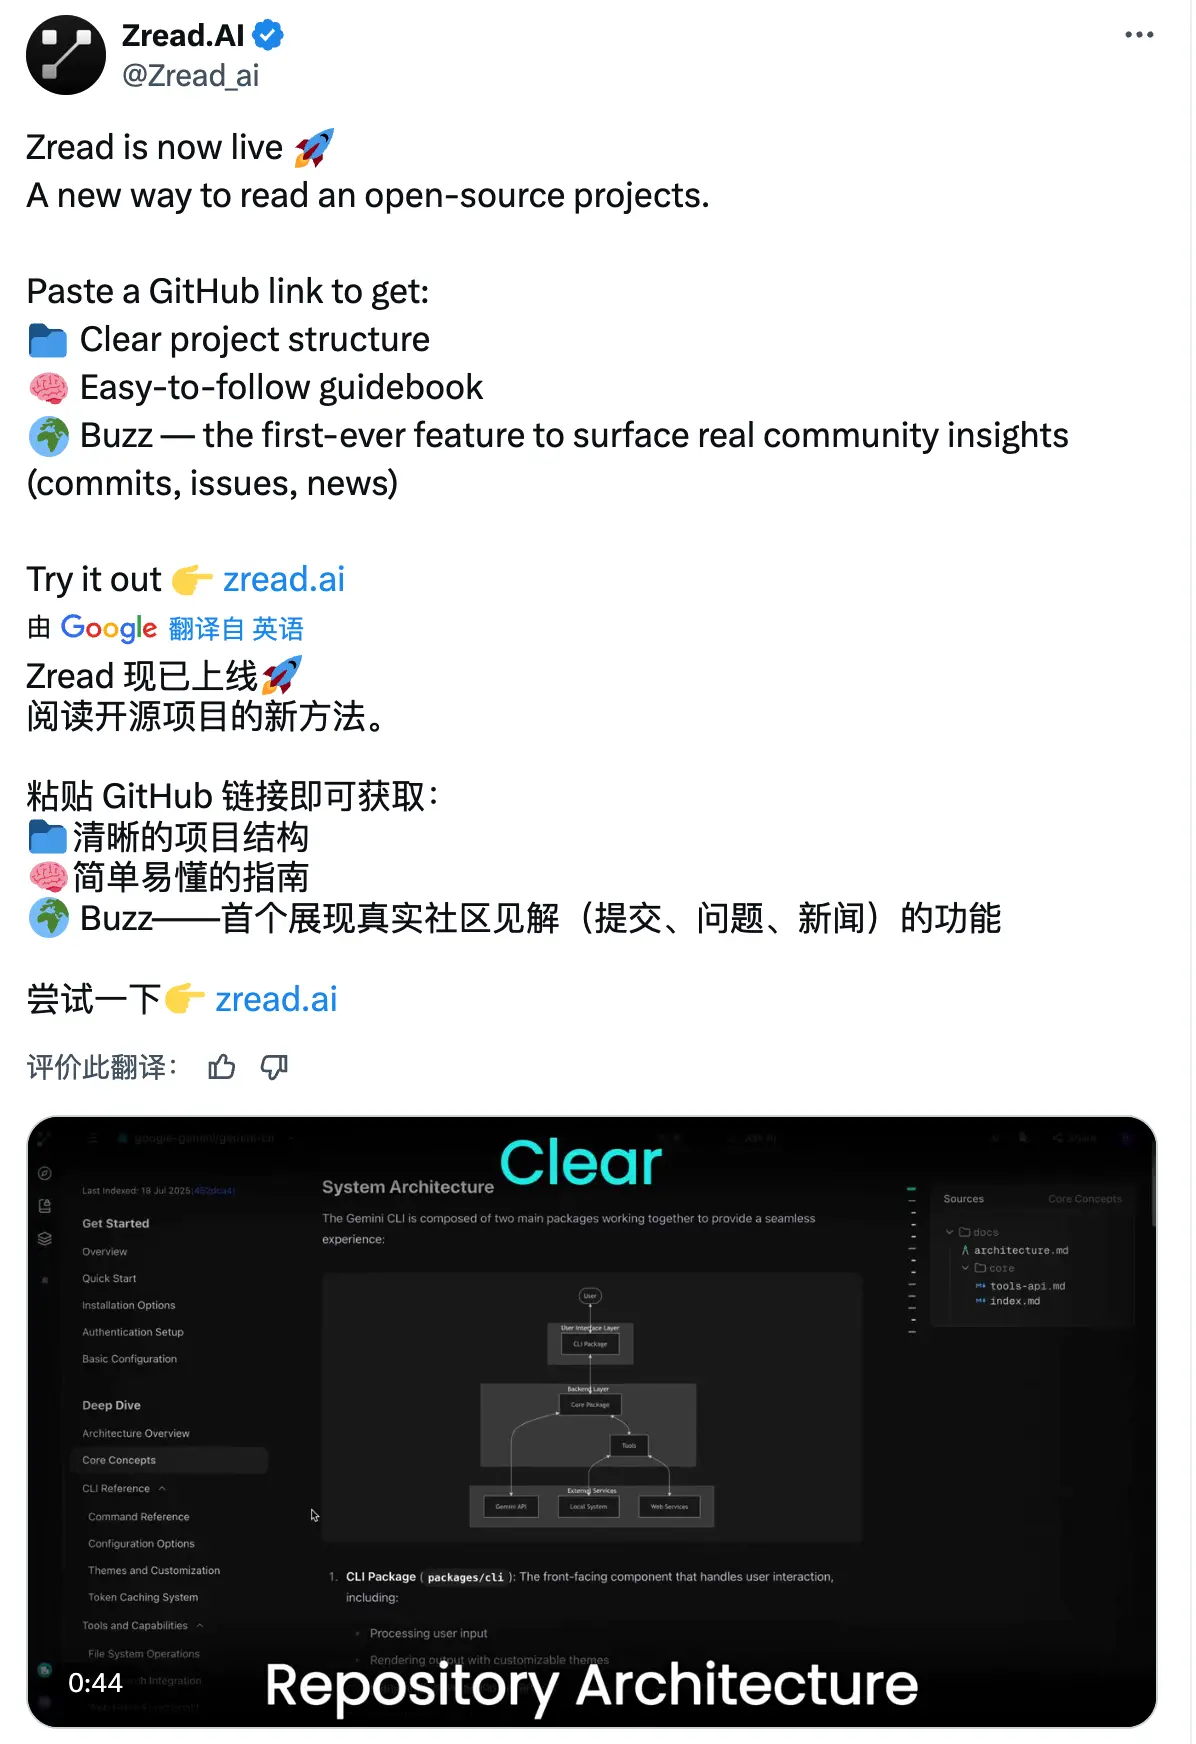 Zread.AI
@Zread_ai
Zread is now live 🚀
A new way to read an open-source projects.
Paste a GitHub link to get:
📁 Clear project structure
🧠 Easy-to-follow guidebook
🌍 Buzz — the first-ever feature to surface real community insights
(commits, issues, news)
Try it out 👉 zread.ai
由 Google 翻译自 英语
Zread 现已上线🚀
阅读开源项目的新方法。
粘贴 GitHub 链接即可获取：
📁清晰的项目结构
🧠简单易懂的指南
🌍 Buzz——首个展现真实社区见解（提交、问题、新闻）的功能
尝试一下👉 zread.ai
评价此翻译：
google-gemini/gemini-cli
Clear
Last Indexed: 18 Jul 2025
Get Started
Overview
Quick Start
Installation Options
Authentication Setup
Basic Configuration
Deep Dive
Architecture Overview
Core Concepts
CLI Reference
Command Reference
Configuration Options
Themes and Customization
Token Caching System
Tools and Capabilities
File System Operations
Integration
System Architecture
The Gemini CLI is composed of two main packages working together to provide a seamless
experience:
User
User Interface Layer
CLI Package
Backend Layer
Core Package
Tools
External Services
Gemini API
Local System
Web Services
1. CLI Package ( packages/cli ): The front-facing component that handles user interaction,
including:
• Processing user input
• Rendering output with customizable themes
Sources
Core Concepts
docs
architecture.md
core
tools-api.md
index.md
0:44
Repository Architecture